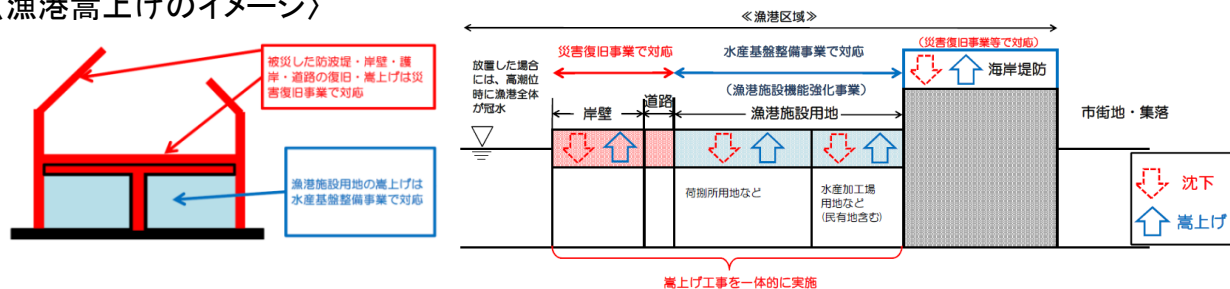 〈漁港嵩上げのイメージ〉
被災した防波堤・岸壁・護
岸・道路の復旧・嵩上げは災
害復旧事業で対応
漁港施設用地の嵩上げは
水産基盤整備事業で対応
≪漁港区域≫
災害復旧事業で対応
水産基盤整備事業で対応
(漁港施設機能強化事業)
(災害復旧事業等で対応)
海岸堤防
放置した場合
には、高潮位
時に漁港全体
が冠水
岸壁
道路
漁港施設用地
市街地・集落
荷捌所用地など
水産加工場
用地など
(民有地含む)
沈下
嵩上げ
嵩上げ工事を一体的に実施